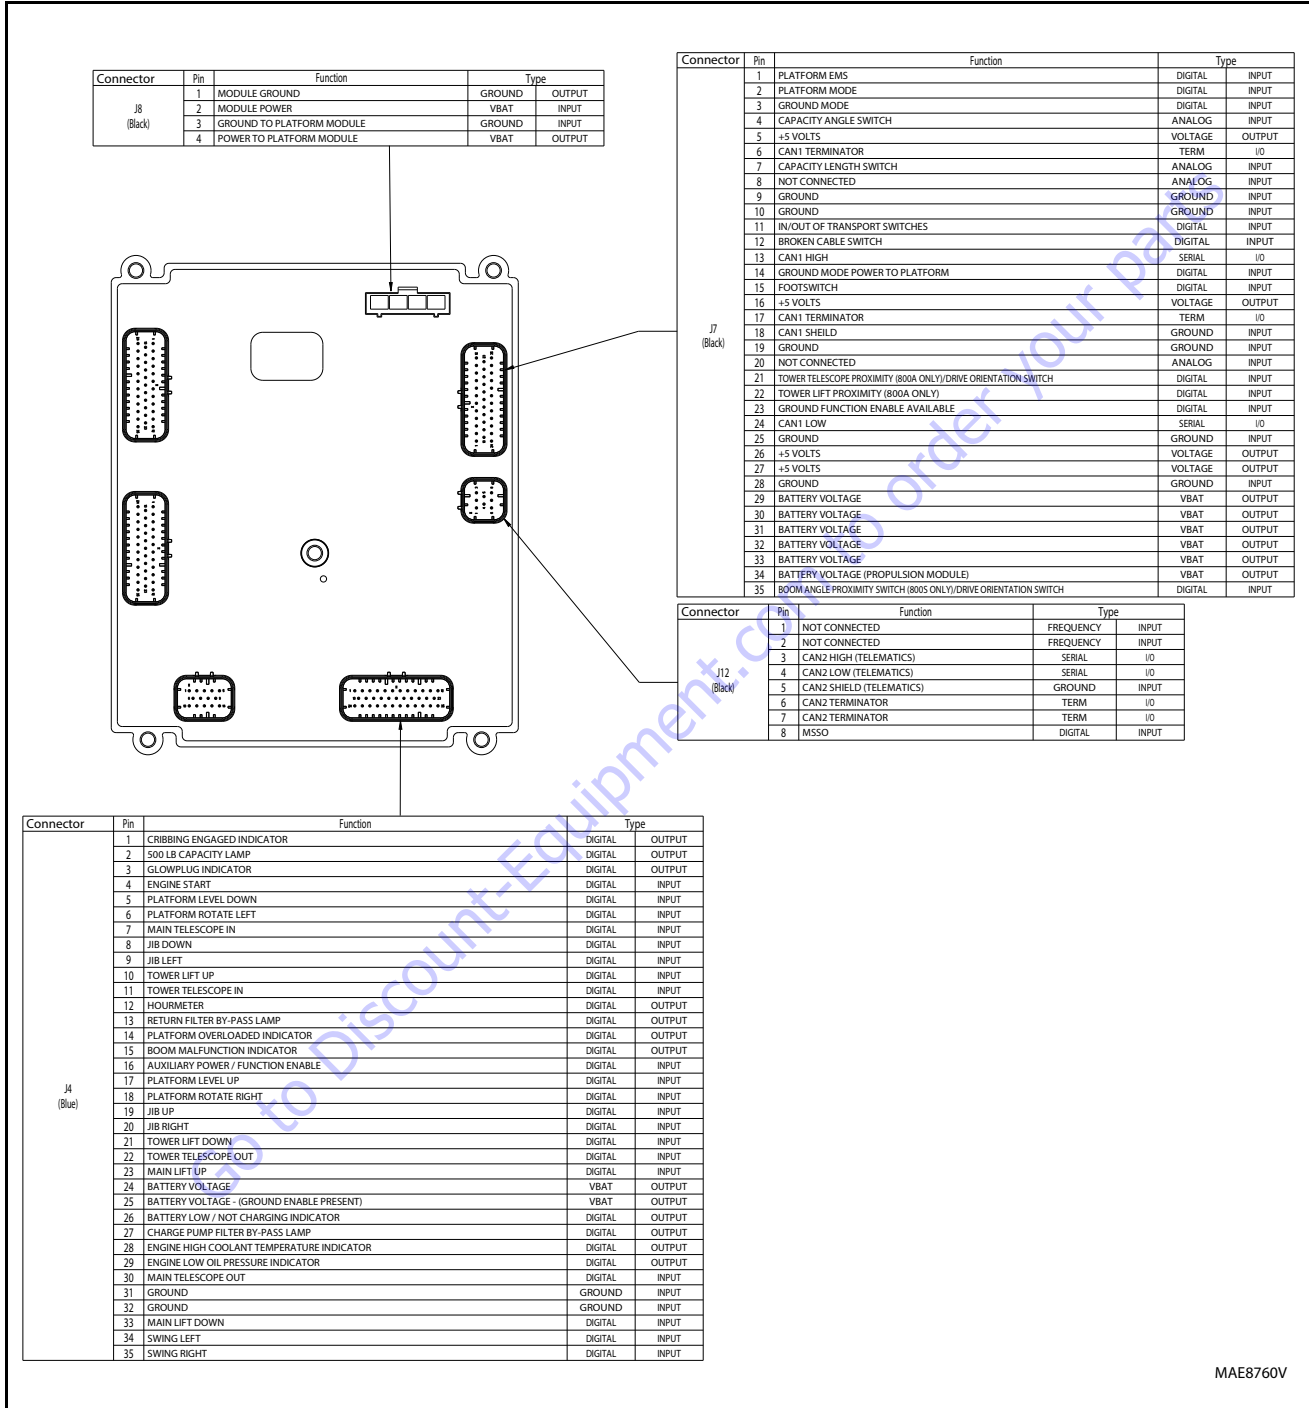 Connector Pin Function Type
J8
(Black)
1 MODULE GROUND GROUND OUTPUT
2 MODULE POWER VBAT INPUT
3 GROUND TO PLATFORM MODULE GROUND INPUT
4 POWER TO PLATFORM MODULE VBAT OUTPUT
Connector Pin Function Type
J7
(Black)
1 PLATFORM EMS DIGITAL INPUT
2 PLATFORM MODE DIGITAL INPUT
3 GROUND MODE DIGITAL INPUT
4 CAPACITY ANGLE SWITCH ANALOG INPUT
5 +5 VOLTS VOLTAGE OUTPUT
6 CAN1 TERMINATOR TERM I/O
7 CAPACITY LENGTH SWITCH ANALOG INPUT
8 NOT CONNECTED ANALOG INPUT
9 GROUND GROUND INPUT
10 GROUND GROUND INPUT
11 IN/OUT OF TRANSPORT SWITCHES DIGITAL INPUT
12 BROKEN CABLE SWITCH DIGITAL INPUT
13 CAN1 HIGH SERIAL I/O
14 GROUND MODE POWER TO PLATFORM DIGITAL INPUT
15 FOOTSWITCH DIGITAL INPUT
16 +5 VOLTS VOLTAGE OUTPUT
17 CAN1 TERMINATOR TERM I/O
18 CAN1 SHEILD GROUND INPUT
19 GROUND GROUND INPUT
20 NOT CONNECTED ANALOG INPUT
21 TOWER TELESCOPE PROXIMITY (800A ONLY)/DRIVE ORIENTATION SWITCH DIGITAL INPUT
22 TOWER LIFT PROXIMITY (800A ONLY) DIGITAL INPUT
23 GROUND FUNCTION ENABLE AVAILABLE DIGITAL INPUT
24 CAN1 LOW SERIAL I/O
25 GROUND GROUND INPUT
26 +5 VOLTS VOLTAGE OUTPUT
27 +5 VOLTS VOLTAGE OUTPUT
28 GROUND GROUND INPUT
29 BATTERY VOLTAGE VBAT OUTPUT
30 BATTERY VOLTAGE VBAT OUTPUT
31 BATTERY VOLTAGE VBAT OUTPUT
32 BATTERY VOLTAGE VBAT OUTPUT
33 BATTERY VOLTAGE VBAT OUTPUT
34 BATTERY VOLTAGE (PROPULSION MODULE) VBAT OUTPUT
35 BOOM ANGLE PROXIMITY SWITCH (800S ONLY)/DRIVE ORIENTATION SWITCH DIGITAL INPUT
Connector Pin Function Type
J12
(Black)
1 NOT CONNECTED FREQUENCY INPUT
2 NOT CONNECTED FREQUENCY INPUT
3 CAN2 HIGH (TELEMATICS) SERIAL I/O
4 CAN2 LOW (TELEMATICS) SERIAL I/O
5 CAN2 SHIELD (TELEMATICS) GROUND INPUT
6 CAN2 TERMINATOR TERM I/O
7 CAN2 TERMINATOR TERM I/O
8 MSSO DIGITAL INPUT
Connector Pin Function Type
J4
(Blue)
1 CRIBBING ENGAGED INDICATOR DIGITAL OUTPUT
2 500 LB CAPACITY LAMP DIGITAL OUTPUT
3 GLOWPLUG INDICATOR DIGITAL OUTPUT
4 ENGINE START DIGITAL INPUT
5 PLATFORM LEVEL DOWN DIGITAL INPUT
6 PLATFORM ROTATE LEFT DIGITAL INPUT
7 MAIN TELESCOPE IN DIGITAL INPUT
8 JIB DOWN DIGITAL INPUT
9 JIB LEFT DIGITAL INPUT
10 TOWER LIFT UP DIGITAL INPUT
11 TOWER TELESCOPE IN DIGITAL INPUT
12 HOURMETER DIGITAL OUTPUT
13 RETURN FILTER BY-PASS LAMP DIGITAL OUTPUT
14 PLATFORM OVERLOADED INDICATOR DIGITAL OUTPUT
15 BOOM MALFUNCTION INDICATOR DIGITAL OUTPUT
16 AUXILIARY POWER / FUNCTION ENABLE DIGITAL INPUT
17 PLATFORM LEVEL UP DIGITAL INPUT
18 PLATFORM ROTATE RIGHT DIGITAL INPUT
19 JIB UP DIGITAL INPUT
20 JIB RIGHT DIGITAL INPUT
21 TOWER LIFT DOWN DIGITAL INPUT
22 TOWER TELESCOPE OUT DIGITAL INPUT
23 MAIN LIFT UP DIGITAL INPUT
24 BATTERY VOLTAGE VBAT OUTPUT
25 BATTERY VOLTAGE - (GROUND ENABLE PRESENT) VBAT OUTPUT
26 BATTERY LOW / NOT CHARGING INDICATOR DIGITAL OUTPUT
27 CHARGE PUMP FILTER BY-PASS LAMP DIGITAL OUTPUT
28 ENGINE HIGH COOLANT TEMPERATURE INDICATOR DIGITAL OUTPUT
29 ENGINE LOW OIL PRESSURE INDICATOR DIGITAL OUTPUT
30 MAIN TELESCOPE OUT DIGITAL INPUT
31 GROUND GROUND INPUT
32 GROUND GROUND INPUT
33 MAIN LIFT DOWN DIGITAL INPUT
34 SWING LEFT DIGITAL INPUT
35 SWING RIGHT DIGITAL INPUT
MAE8760V
Go to Discount-Equipment.com to order your parts